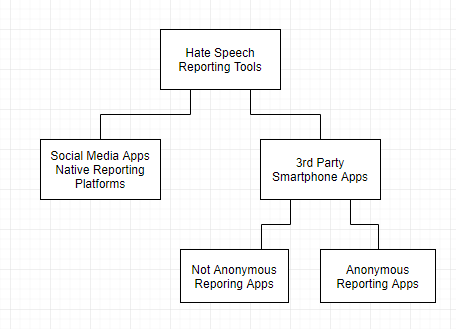 Hate Speech
Reporting Tools
Social Media Apps
Native Reporting
Platforms
3rd Party
Smartphone Apps
Not Anonymous
Reporing Apps
Anonymous
Reporting Apps